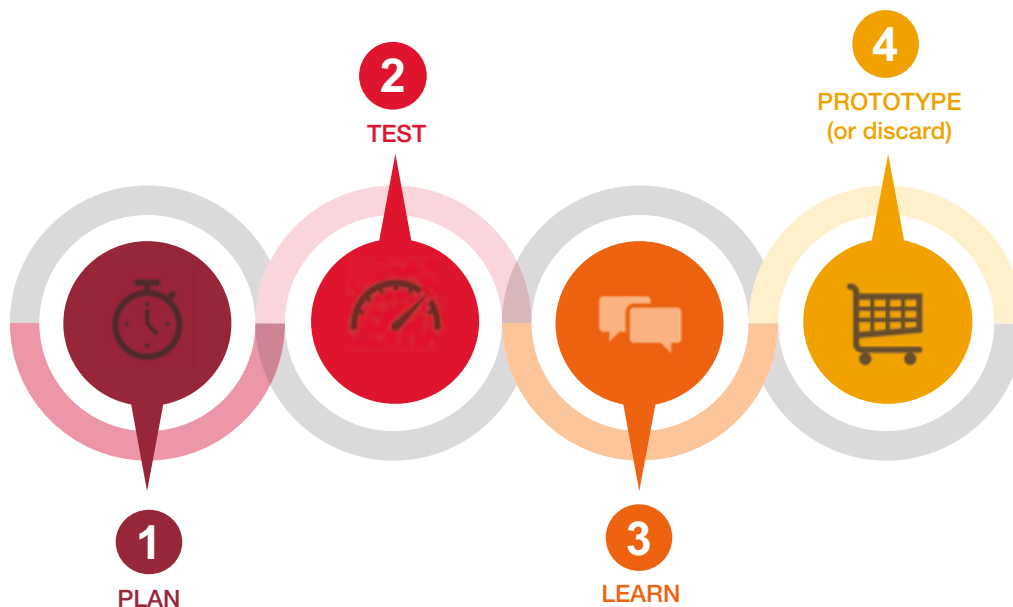 1
PLAN
2
TEST
3
LEARN
4
PROTOTYPE
(or discard)